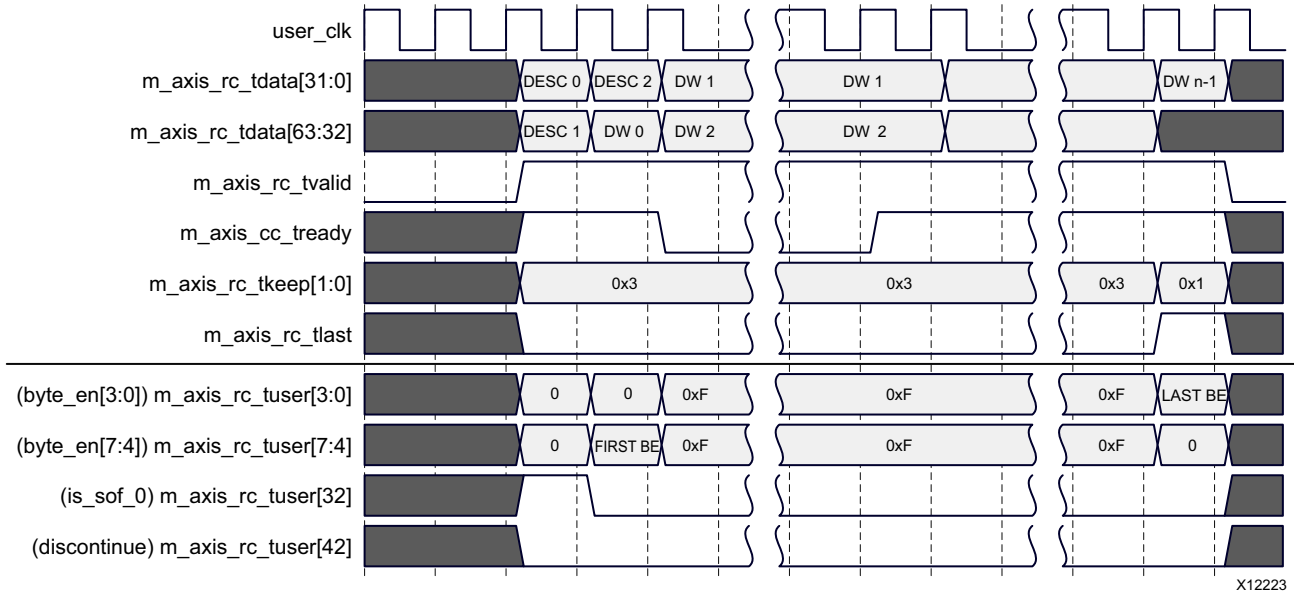 user_clk
m_axis_rc_tdata[31:0] DESC 0 DESC 2 DW 1 DW 1 DW n-1
m_axis_rc_tdata[63:32] DESC 1 DW 0 DW 2 DW 2
m_axis_rc_tvalid
m_axis_cc_tready
m_axis_rc_tkeep[1:0] 0x3 0x3 0x3 0x1
m_axis_rc_tlast
(byte_en[3:0]) m_axis_rc_tuser[3:0] 0 0 0xF 0xF 0xF LAST BE
(byte_en[7:4]) m_axis_rc_tuser[7:4] 0 FIRST BE 0xF 0xF 0xF 0
(is_sof_0) m_axis_rc_tuser[32]
(discontinue) m_axis_rc_tuser[42]
X12223